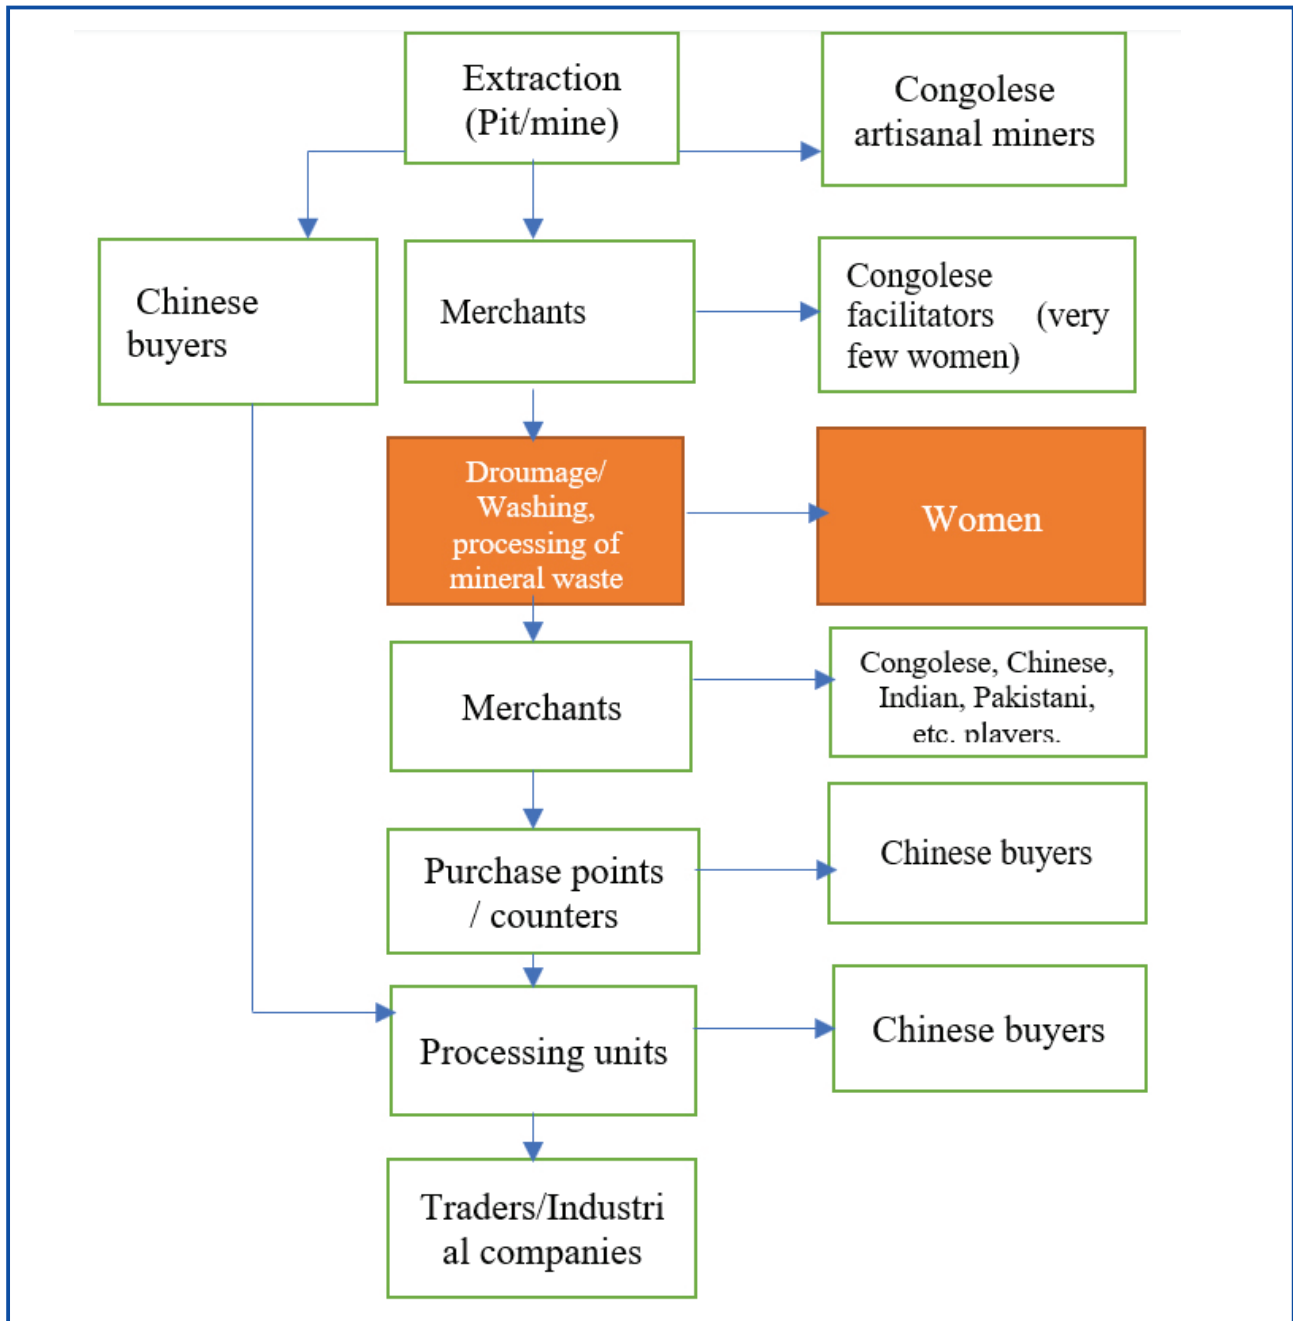 Extraction
(Pit/mine)
Congolese
artisanal miners
Chinese
buyers
Merchants
Congolese
facilitators (very
few women)
Droumage/
Washing,
processing of
mineral waste
Women
Merchants
Congolese, Chinese,
Indian, Pakistani,
etc. players.
Purchase points
/ counters
Chinese buyers
Processing units
Chinese buyers
Traders/Industri
al companies